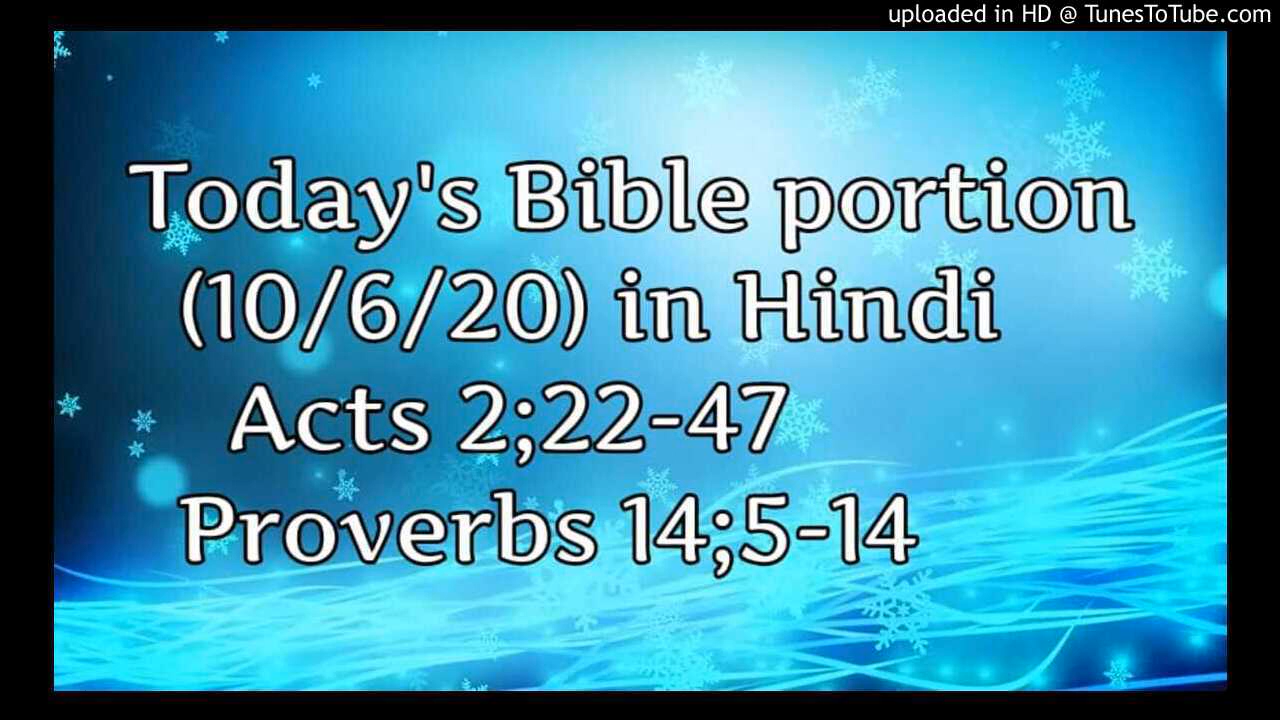 uploaded in HD @ TunesToTube.com
Today's Bible portion
(10/6/20) in Hindi
Acts 2;22-47
Proverbs 14;5-14